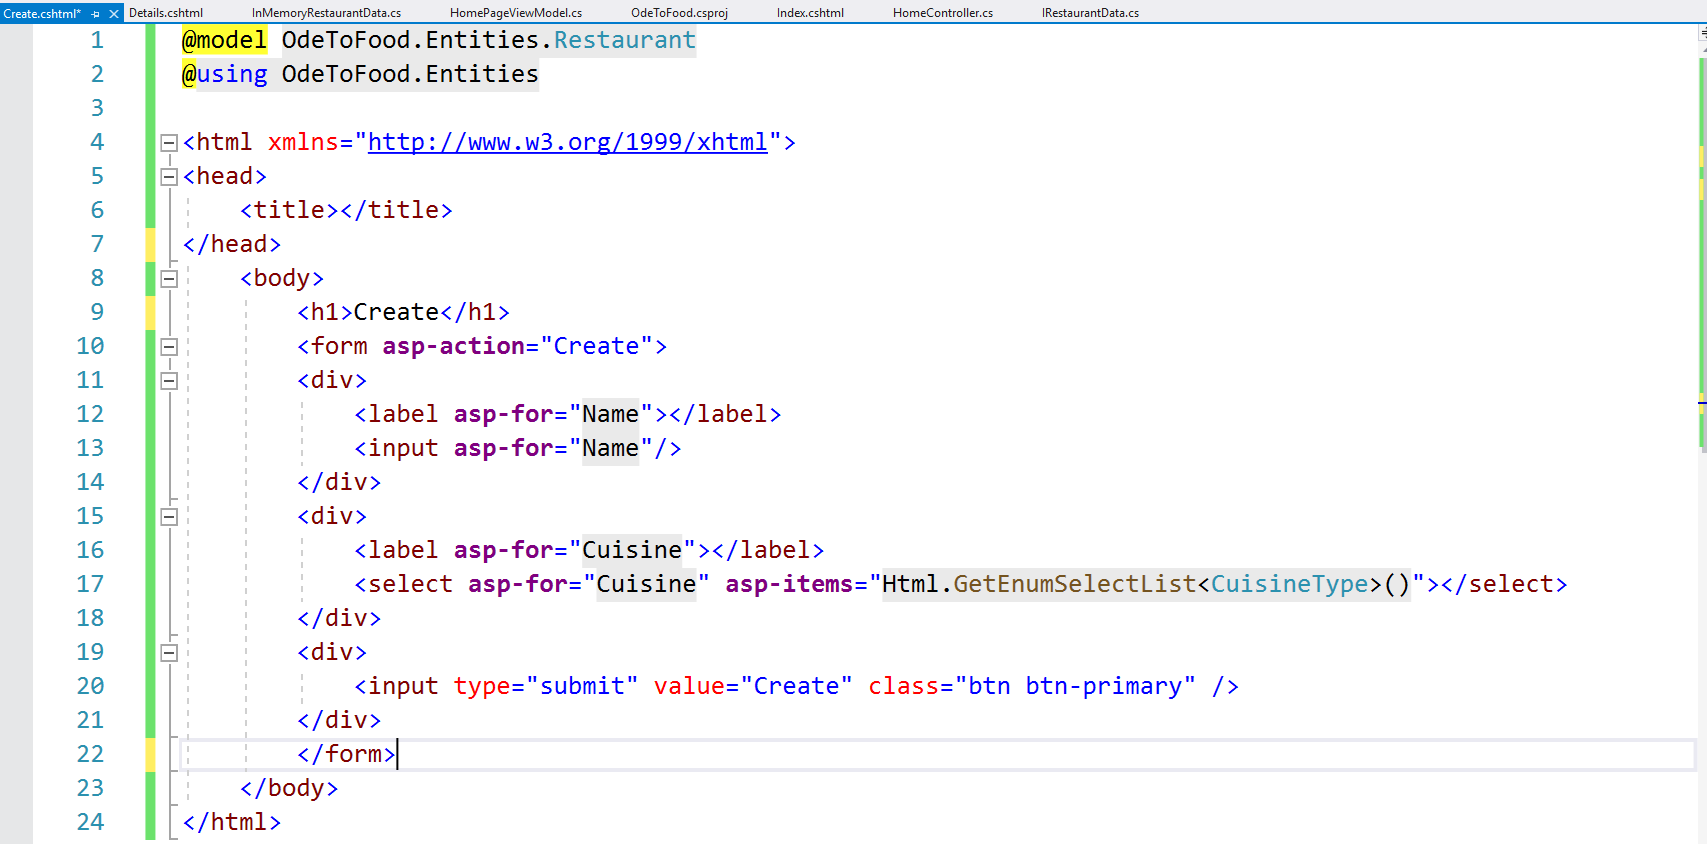 Create.cshtml* Details.cshtml InMemoryRestaurantData.cs HomePageViewModel.cs OdeToFood.csproj Index.cshtml HomeController.cs IRestaurantData.cs
1 @model OdeToFood.Entities.Restaurant
2 @using OdeToFood.Entities
3
4 <html xmlns="http://www.w3.org/1999/xhtml">
5 <head>
6 <title></title>
7 </head>
8 <body>
9 <h1>Create</h1>
10 <form asp-action="Create">
11 <div>
12 <label asp-for="Name"></label>
13 <input asp-for="Name"/>
14 </div>
15 <div>
16 <label asp-for="Cuisine"></label>
17 <select asp-for="Cuisine" asp-items="Html.GetEnumSelectList<CuisineType>()"></select>
18 </div>
19 <div>
20 <input type="submit" value="Create" class="btn btn-primary" />
21 </div>
22 </form>
23 </body>
24 </html>